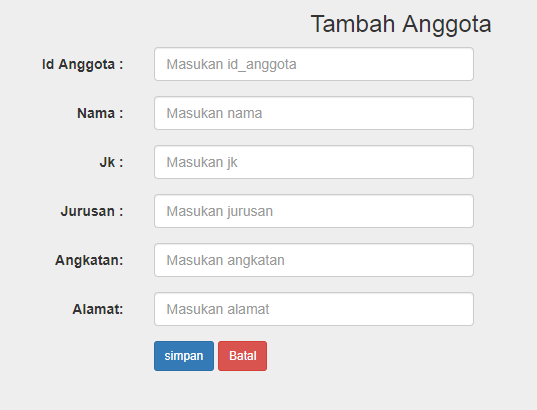 Tambah Anggota
Id Anggota : Masukan id_anggota
Nama : Masukan nama
Jk : Masukan jk
Jurusan : Masukan jurusan
Angkatan: Masukan angkatan
Alamat: Masukan alamat
simpan Batal